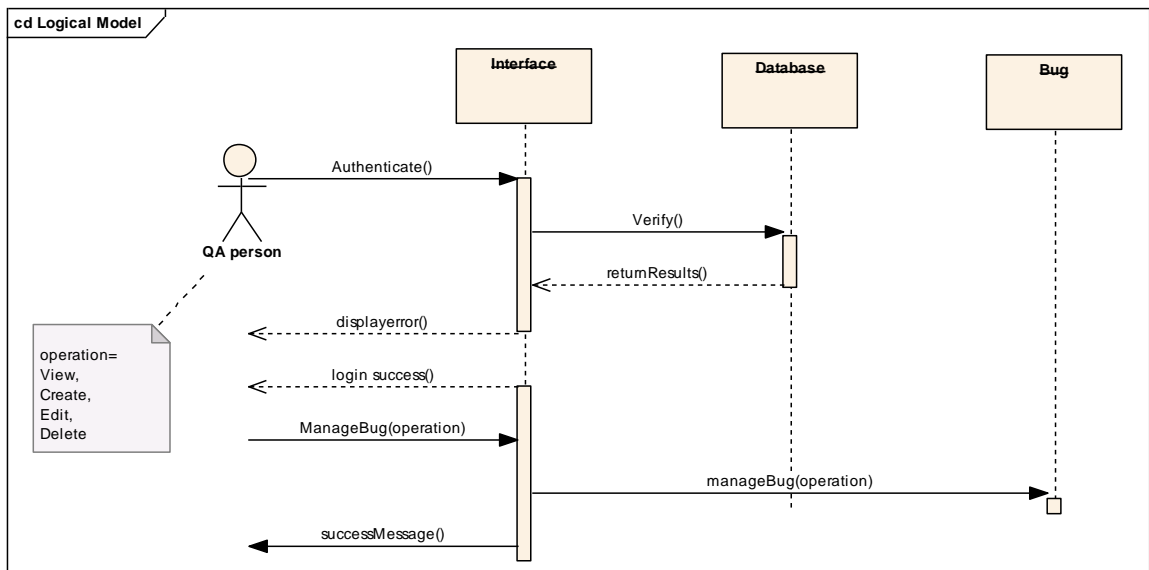 cd Logical Model
Interface
Database
Bug
Authenticate()
Verify()
QA person
returnResults()
displayerror()
operation=
View,
Create,
Edit,
Delete
login success()
ManageBug(operation)
manageBug(operation)
successMessage()